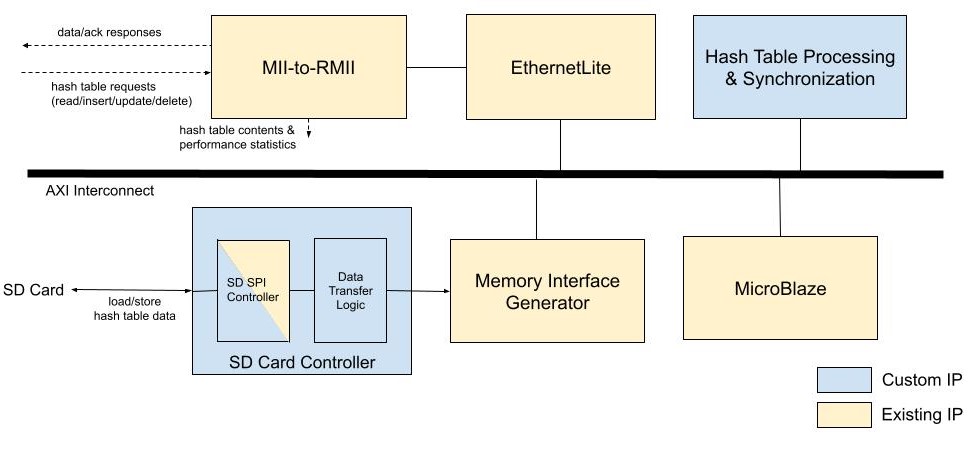 data/ack responses
hash table requests
(read/insert/update/delete)
MII-to-RMII
EthernetLite
Hash Table Processing
& Synchronization
hash table contents &
performance statistics
AXI Interconnect
SD Card
load/store
hash table data
SD SPI
Controller
Data
Transfer
Logic
SD Card Controller
Memory Interface
Generator
MicroBlaze
Custom IP
Existing IP